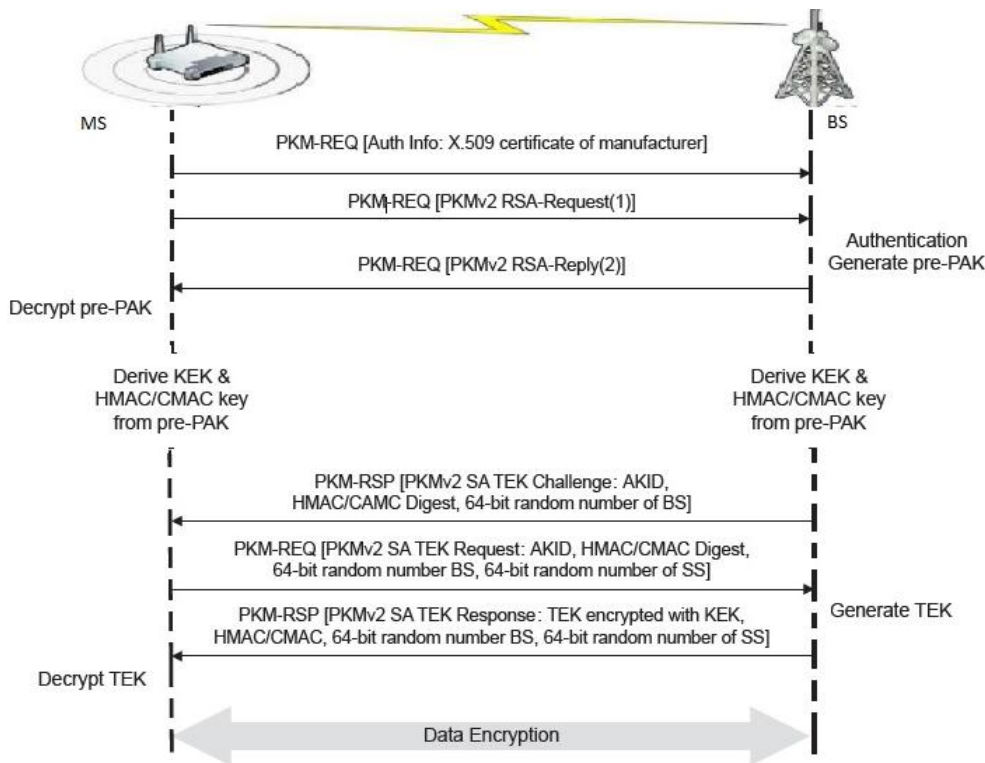 MS
BS
PKM-REQ [Auth Info: X.509 certificate of manufacturer]
PKM-REQ [PKMv2 RSA-Request(1)]
Authentication
Generate pre-PAK
PKM-REQ [PKMv2 RSA-Reply(2)]
Decrypt pre-PAK
Derive KEK &
HMAC/CMAC key
from pre-PAK
Derive KEK &
HMAC/CMAC key
from pre-PAK
PKM-RSP [PKMv2 SA TEK Challenge: AKID,
HMAC/CAMC Digest, 64-bit random number of BS]
PKM-REQ [PKMv2 SA TEK Request: AKID, HMAC/CMAC Digest,
64-bit random number BS, 64-bit random number of SS]
Generate TEK
PKM-RSP [PKMv2 SA TEK Response: TEK encrypted with KEK,
HMAC/CMAC, 64-bit random number BS, 64-bit random number of SS]
Decrypt TEK
Data Encryption